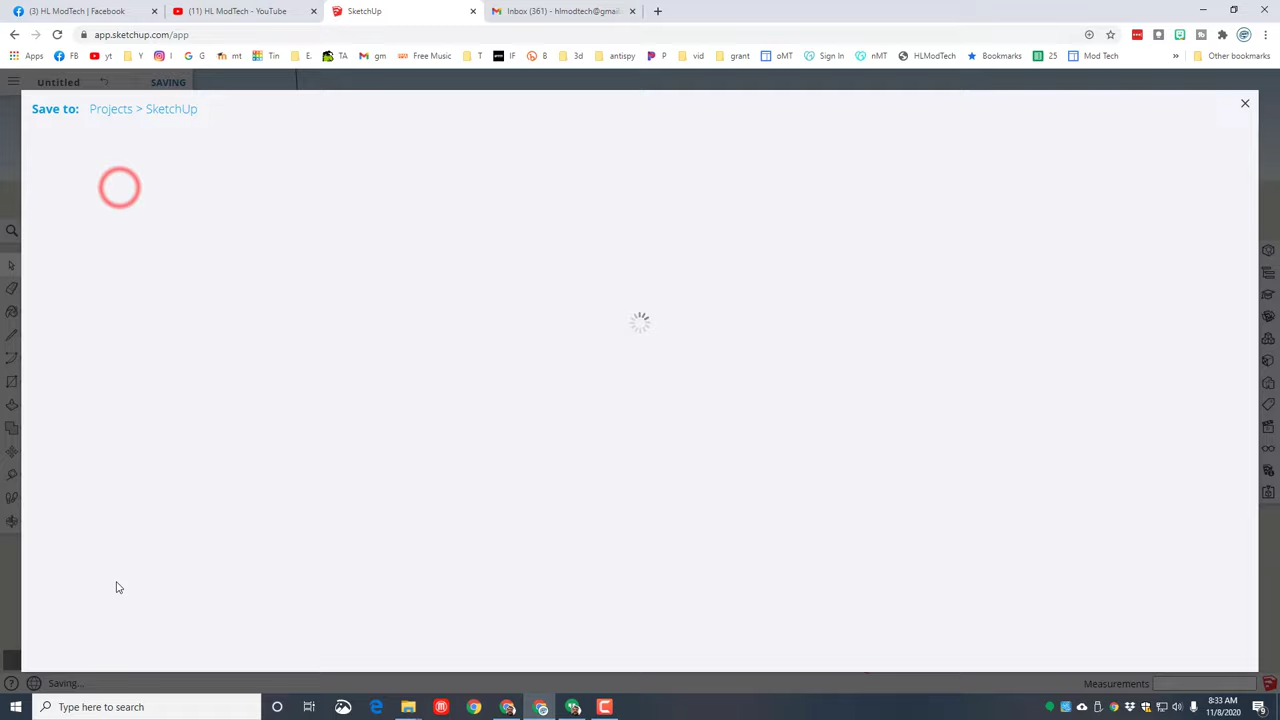 (3) HL ModTech | Facebook
(11) HL ModTech - YouTube
SketchUp
Inbox (361) - hlmodtech@gmail
app.sketchup.com/app
Apps FB yt Y I G mt Tin E. TA gm Free Music T IF B 3d antispy P vid grant oMT Sign In nMT HLModTech Bookmarks 25 Mod Tech » Other bookmarks
Untitled SAVING
Save to: Projects > SketchUp
Saving...
Measurements
Type here to search
8:33 AM
11/8/2020